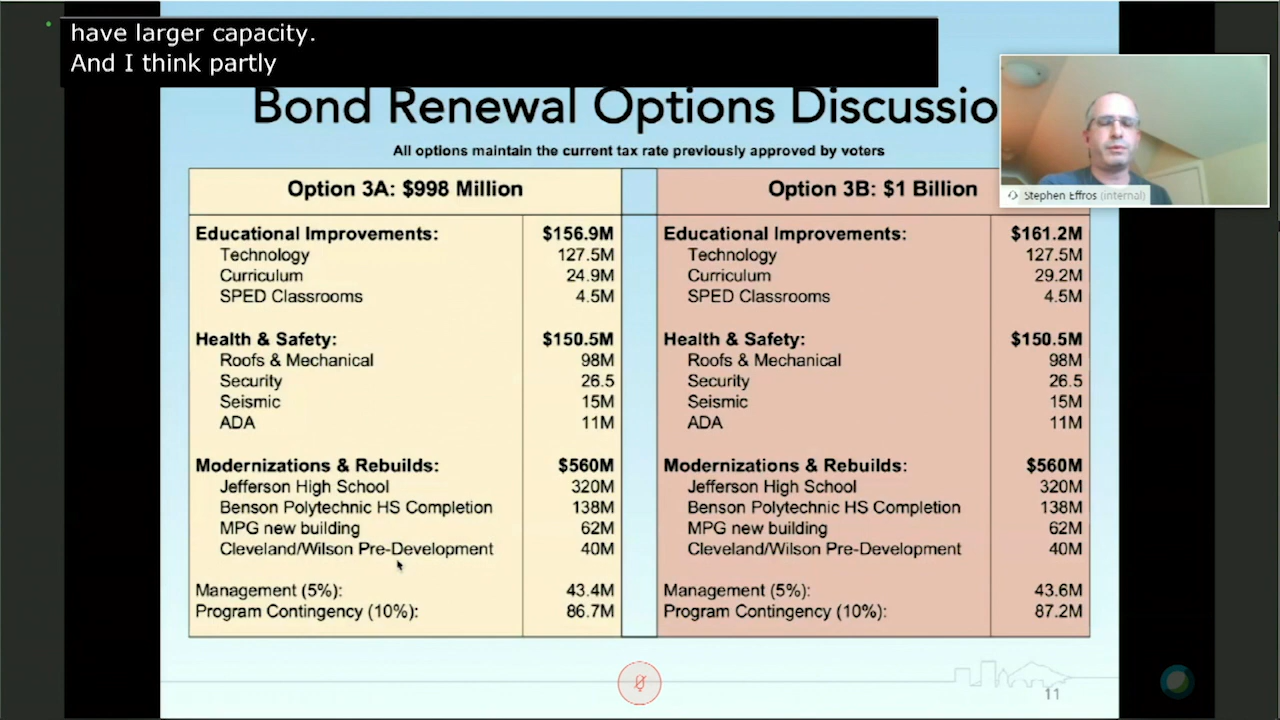 have larger capacity.
And I think partly
Bond Renewal Options Discussio
All options maintain the current tax rate previously approved by voters
Option 3A: $998 Million
Educational Improvements: $156.9M
Technology 127.5M
Curriculum 24.9M
SPED Classrooms 4.5M
Health & Safety: $150.5M
Roofs & Mechanical 98M
Security 26.5
Seismic 15M
ADA 11M
Modernizations & Rebuilds: $560M
Jefferson High School 320M
Benson Polytechnic HS Completion 138M
MPG new building 62M
Cleveland/Wilson Pre-Development 40M
Management (5%): 43.4M
Program Contingency (10%): 86.7M
Option 3B: $1 Billion
Educational Improvements: $161.2M
Technology 127.5M
Curriculum 29.2M
SPED Classrooms 4.5M
Health & Safety: $150.5M
Roofs & Mechanical 98M
Security 26.5
Seismic 15M
ADA 11M
Modernizations & Rebuilds: $560M
Jefferson High School 320M
Benson Polytechnic HS Completion 138M
MPG new building 62M
Cleveland/Wilson Pre-Development 40M
Management (5%): 43.6M
Program Contingency (10%): 87.2M
Stephen Effros (internal)
11